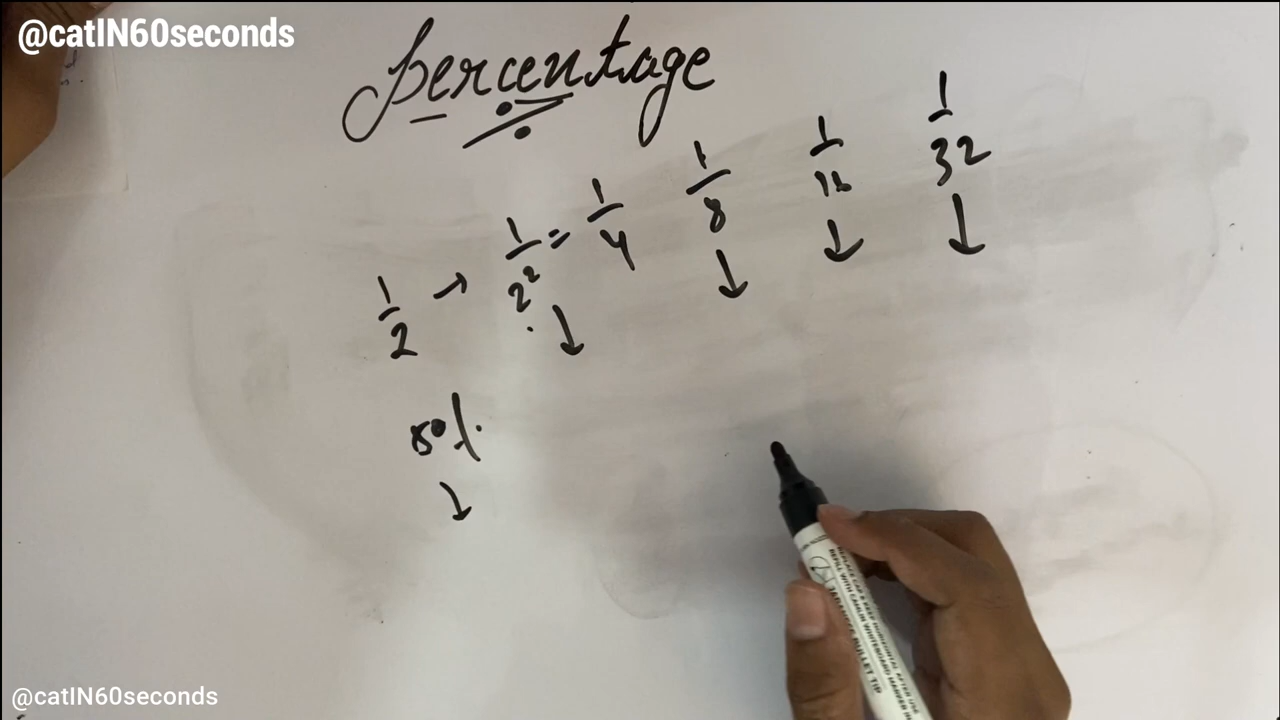 @catIN60seconds
percentage
%
1/2 → 1/2² = 1/4 1/8 1/16 1/32
↓ ↓ ↓ ↓
50%
↓
@catIN60seconds